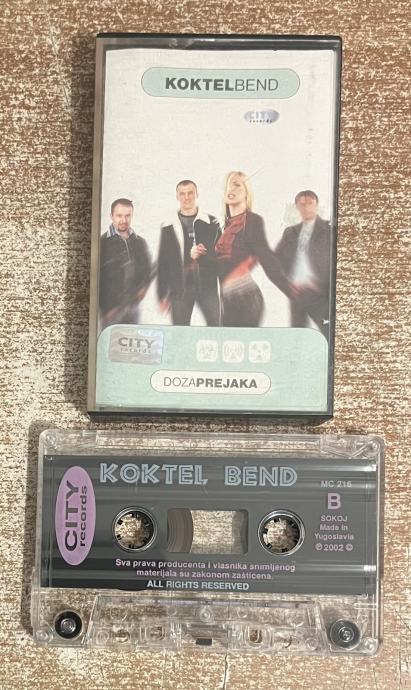 KOKTELBEND
CITY
records
CITY
records
DOZAPREJAKA
KOKTEL BEND
CITY
records
MC 216
B
SOKOJ
Made in
Yugoslavia
℗ 2002 ©
Sva prava producenta i vlasnika snimljenog
materijala su zakonom zaštićena.
ALL RIGHTS RESERVED